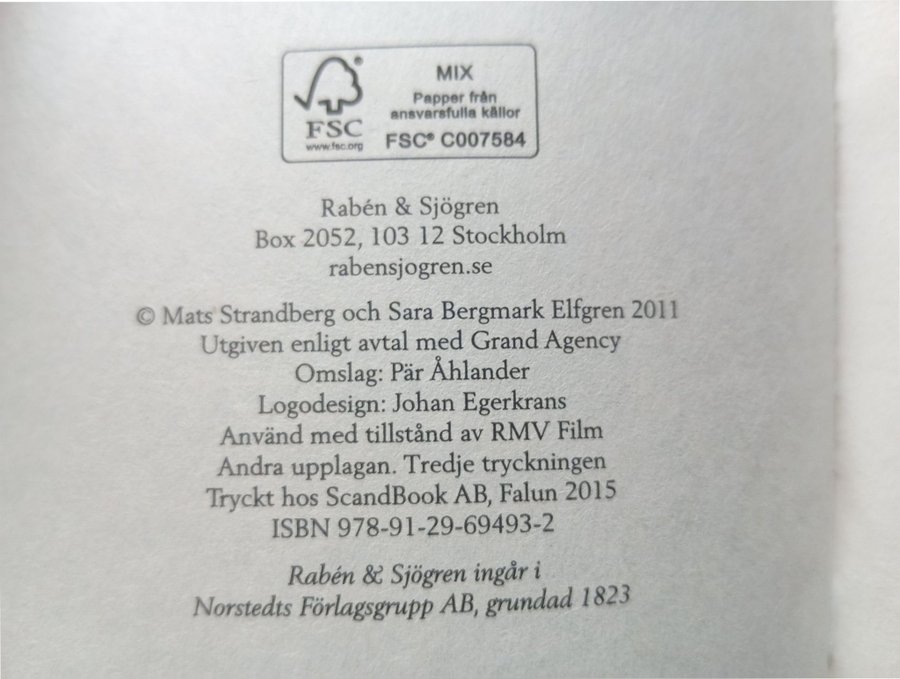 MIX
Papper från
ansvarsfulla källor
FSC® C007584
FSC
www.fsc.org
Rabén & Sjögren
Box 2052, 103 12 Stockholm
rabensjogren.se
© Mats Strandberg och Sara Bergmark Elfgren 2011
Utgiven enligt avtal med Grand Agency
Omslag: Pär Åhlander
Logodesign: Johan Egerkrans
Använd med tillstånd av RMV Film
Andra upplagan. Tredje tryckningen
Tryckt hos ScandBook AB, Falun 2015
ISBN 978-91-29-69493-2
Rabén & Sjögren ingår i
Norstedts Förlagsgrupp AB, grundad 1823